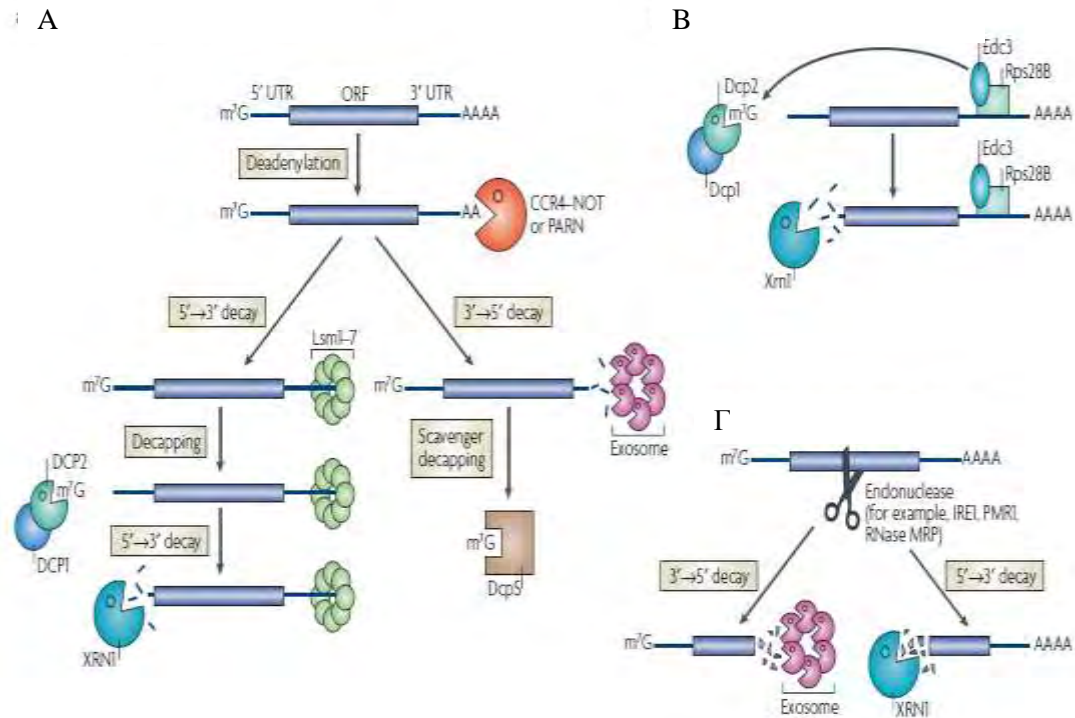 A
5′ UTR ORF 3′ UTR
m⁷G AAAA
Deadenylation
m⁷G AA
CCR4–NOT
or PARN
5′→3′ decay
3′→5′ decay
Lsm1–7
m⁷G
m⁷G
Exosome
Decapping
Scavenger
decapping
DCP2
m⁷G
DCP1
m⁷G
DcpS
5′→3′ decay
XRN1
B
Edc3
Rps28B
Dcp2
m⁷G
AAAA
Dcp1
Edc3
Rps28B
AAAA
Xrn1
Γ
m⁷G AAAA
Endonuclease
(for example, IRE1, PMR1,
RNase MRP)
3′→5′ decay
5′→3′ decay
m⁷G
AAAA
Exosome
XRN1